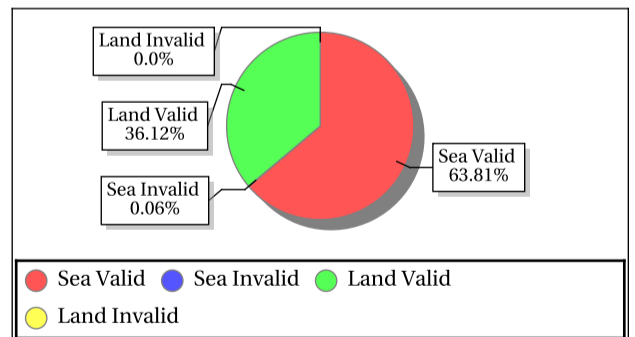 Land Invalid
0.0%
Land Valid
36.12%
Sea Invalid
0.06%
Sea Valid
63.81%
Sea Valid Sea Invalid Land Valid
Land Invalid